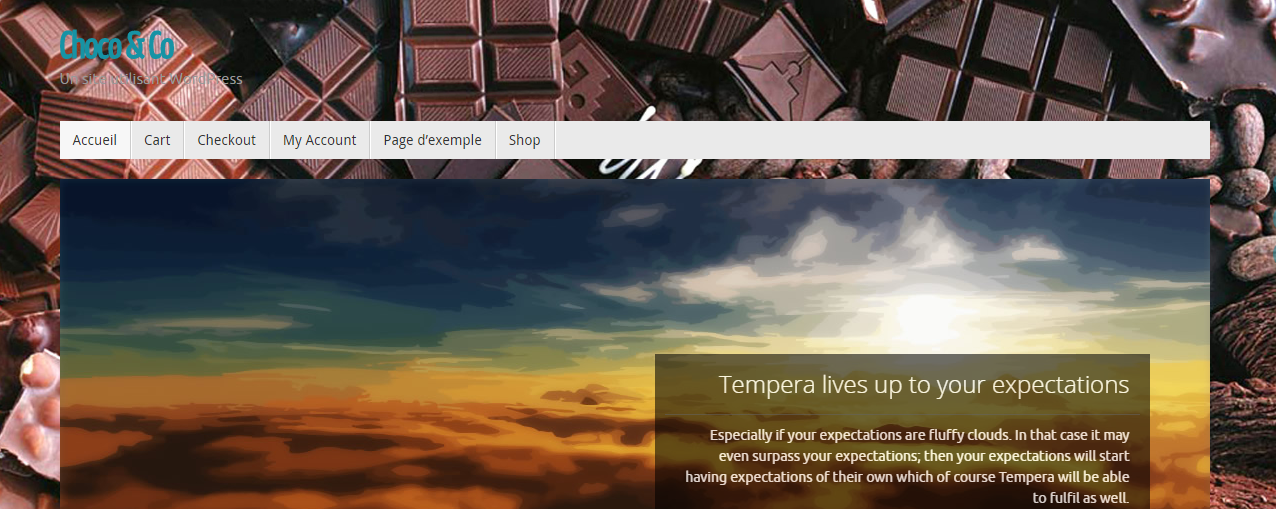 Choco & Co
Un site utilisant WordPress
Accueil Cart Checkout My Account Page d’exemple Shop
Tempera lives up to your expectations
Especially if your expectations are fluffy clouds. In that case it may
even surpass your expectations; then your expectations will start
having expectations of their own which of course Tempera will be able
to fulfil as well.